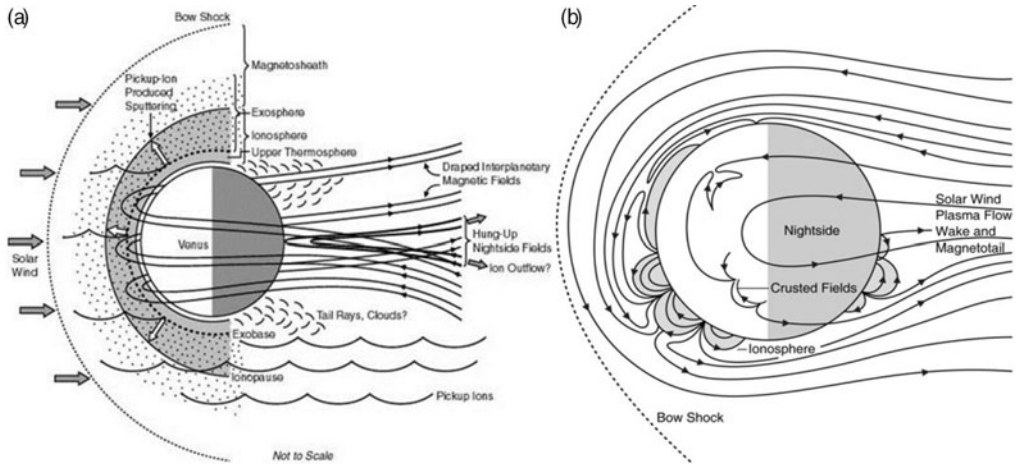 (a)
Bow Shock
Magnetosheath
Pickup-Ion
Produced
Sputtering
Exosphere
Ionosphere
Upper Thermosphere
Draped Interplanetary
Magnetic Fields
Solar
Wind
Venus
Hung-Up
Nightside Fields
Ion Outflow?
Tail Rays, Clouds?
Exobase
Ionopause
Pickup Ions
Not to Scale
(b)
Solar Wind
Plasma Flow
Wake and
Magnetotail
Nightside
Crusted Fields
Ionosphere
Bow Shock